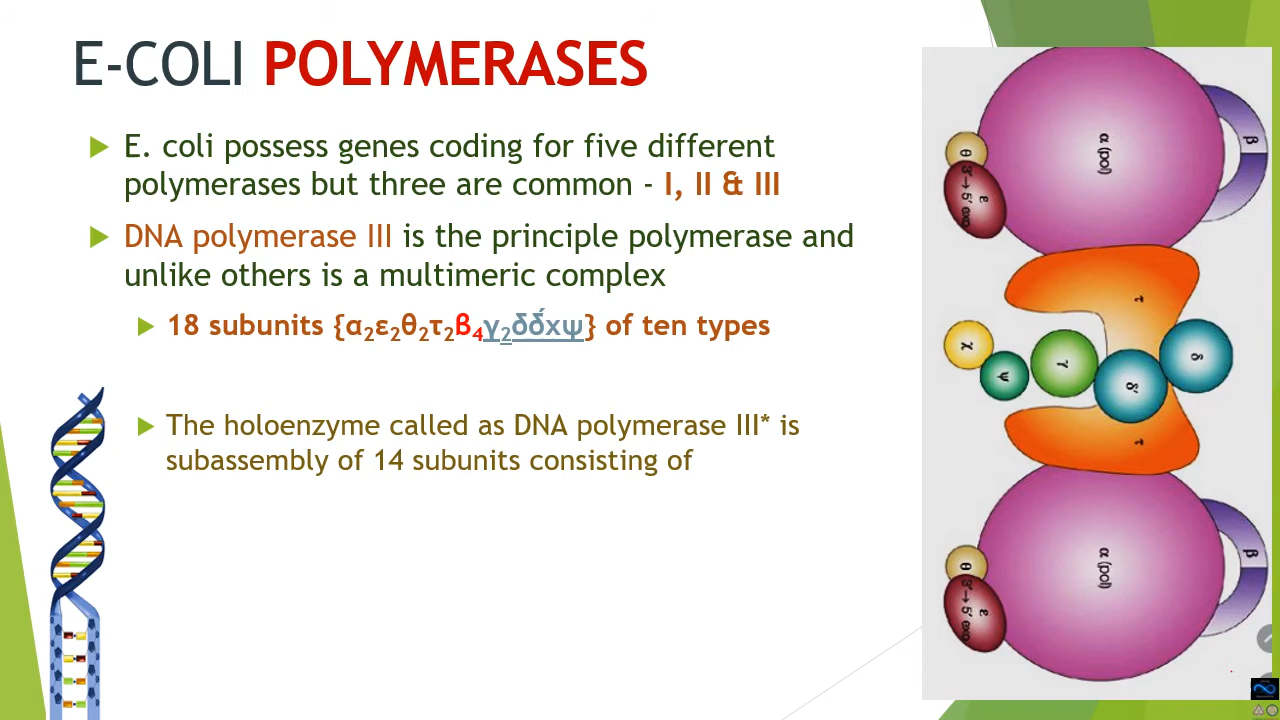 E-COLI POLYMERASES
E. coli possess genes coding for five different
polymerases but three are common - I, II & III
DNA polymerase III is the principle polymerase and
unlike others is a multimeric complex
18 subunits {α₂ε₂θ₂τ₂β₄γ₂δδ́χψ} of ten types
The holoenzyme called as DNA polymerase III* is
subassembly of 14 subunits consisting of
α (pol)
β
θ
ε
3'→5' exo
τ
χ
ψ
γ
δ'
δ
τ
α (pol)
β
θ
ε
3'→5' exo